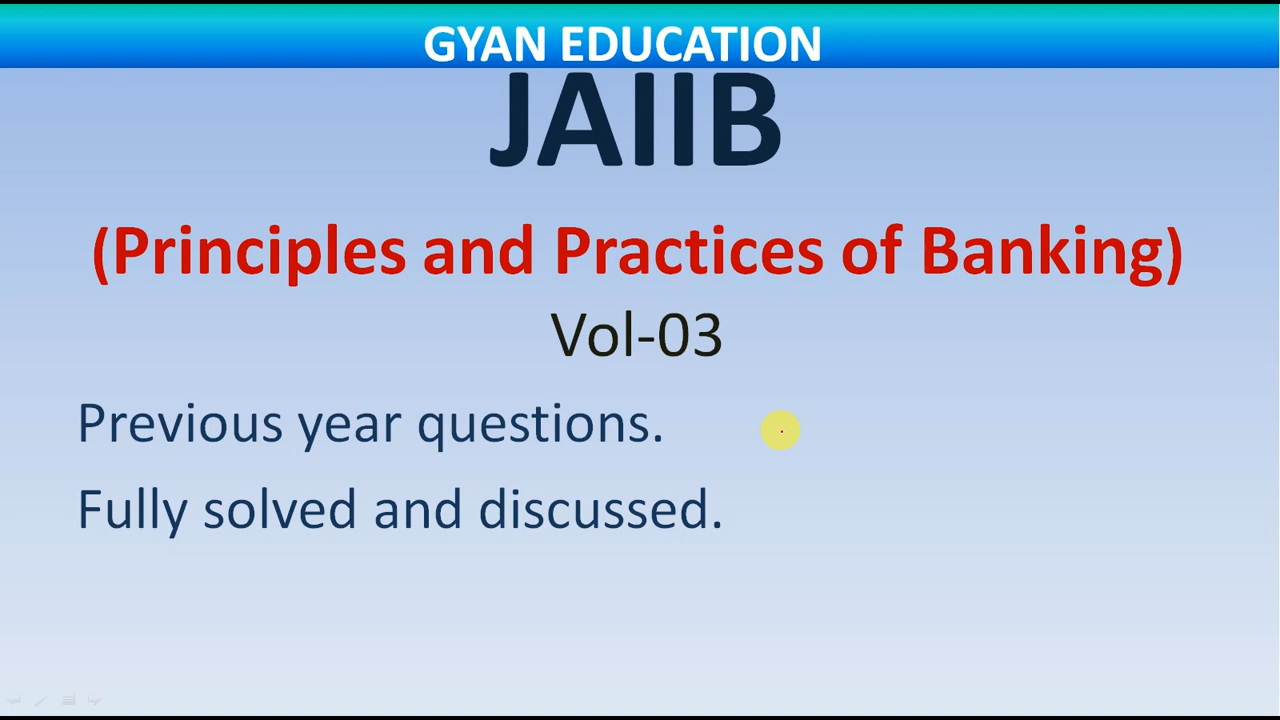 GYAN EDUCATION
JAIIB
(Principles and Practices of Banking)
Vol-03
Previous year questions.
Fully solved and discussed.